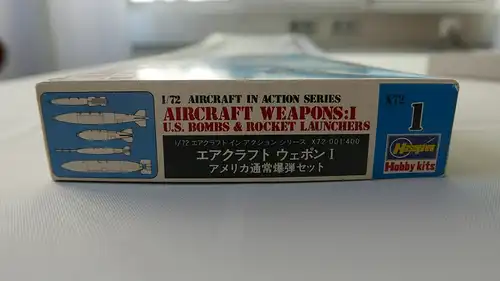 1/72 AIRCRAFT IN ACTION SERIES
AIRCRAFT WEAPONS:I
U.S. BOMBS & ROCKET LAUNCHERS
1/72 エアクラフト イン アクション シリーズ X72 001:400
エアクラフト ウェポン I
アメリカ通常爆弾セット
X72
1
Hasegawa
Hobby kits